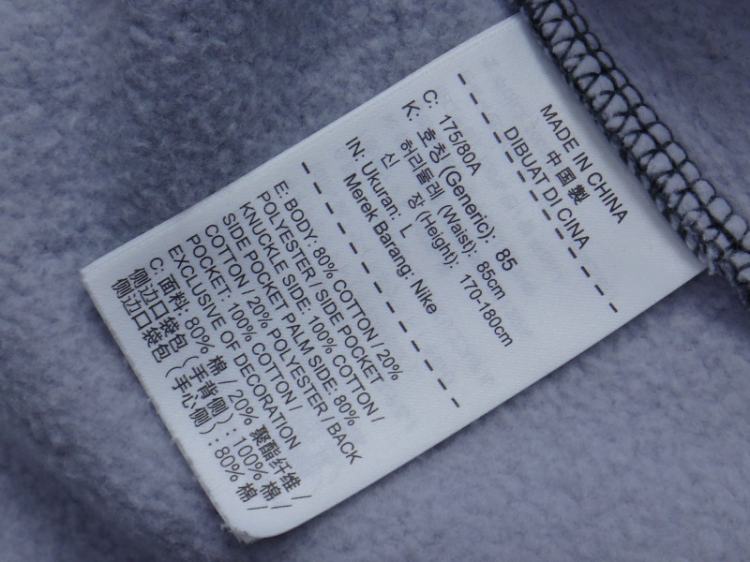 MADE IN CHINA
中国製
DIBUAT DI CINA
C: 175/80A
K: 호칭 (Generic): 85
허리둘레 (Waist): 85cm
신 장 (Height): 170-180cm
IN: Ukuran: L
Merek Barang: Nike
E: BODY: 80% COTTON / 20%
POLYESTER / SIDE POCKET
KNUCKLE SIDE: 100% COTTON /
SIDE POCKET PALM SIDE: 80%
COTTON / 20% POLYESTER / BACK
POCKET: 100% COTTON /
EXCLUSIVE OF DECORATION
C: 面料: 80% 棉 / 20% 聚酯纤维 /
侧边口袋包 (手背侧): 100% 棉 /
侧边口袋包 (手心侧): 80% 棉 /